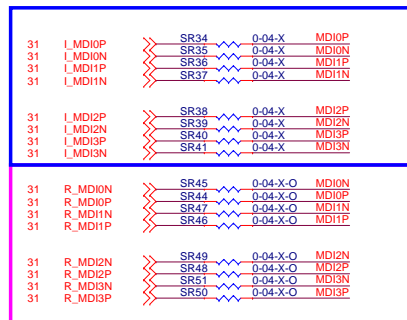 31 I_MDI0P SR34 0-04-X MDI0P
31 I_MDI0N SR35 0-04-X MDI0N
31 I_MDI1P SR36 0-04-X MDI1P
31 I_MDI1N SR37 0-04-X MDI1N
31 I_MDI2P SR38 0-04-X MDI2P
31 I_MDI2N SR39 0-04-X MDI2N
31 I_MDI3P SR40 0-04-X MDI3P
31 I_MDI3N SR41 0-04-X MDI3N
31 R_MDI0N SR45 0-04-X-O MDI0N
31 R_MDI0P SR44 0-04-X-O MDI0P
31 R_MDI1N SR47 0-04-X-O MDI1N
31 R_MDI1P SR46 0-04-X-O MDI1P
31 R_MDI2N SR49 0-04-X-O MDI2N
31 R_MDI2P SR48 0-04-X-O MDI2P
31 R_MDI3N SR51 0-04-X-O MDI3N
31 R_MDI3P SR50 0-04-X-O MDI3P